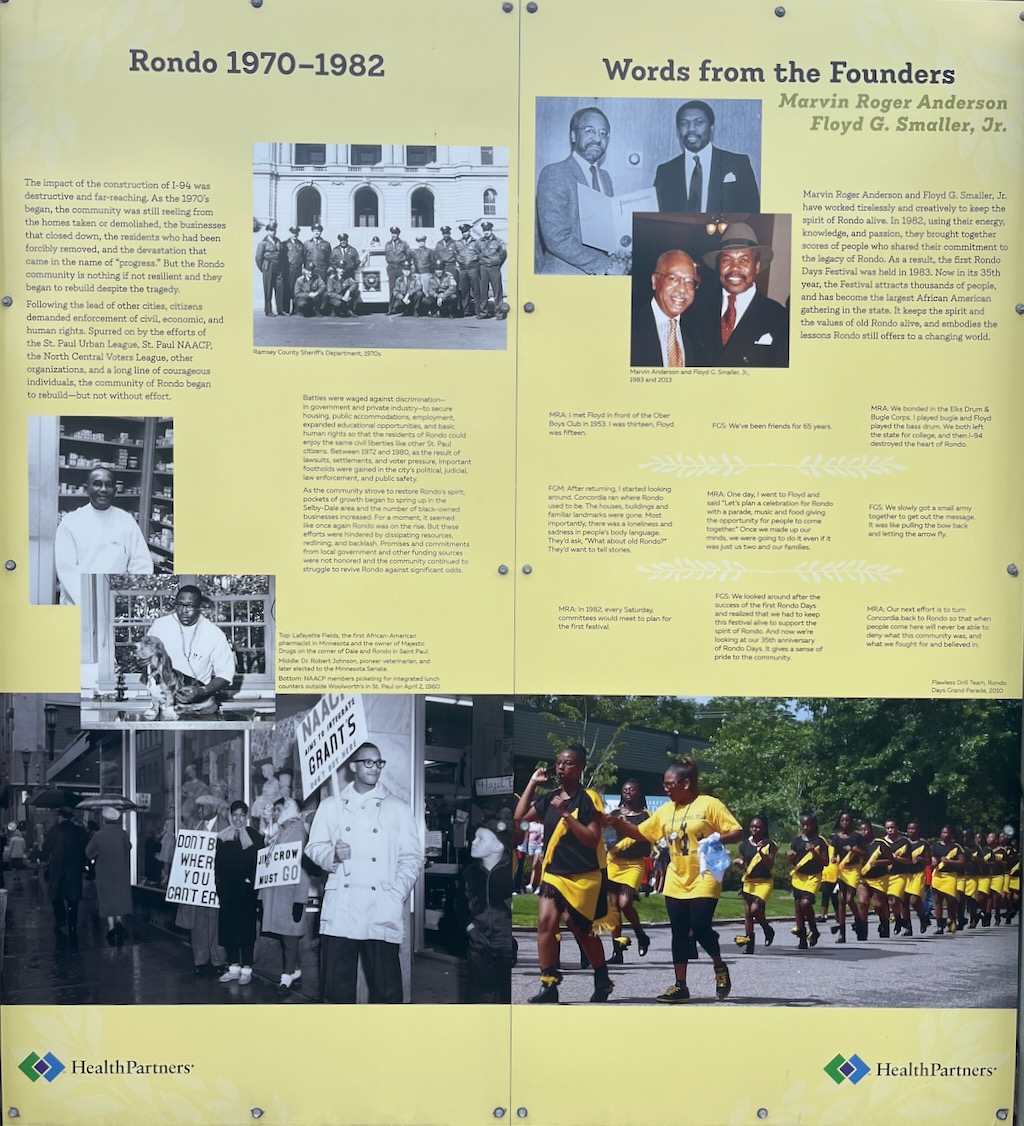 Rondo 1970–1982
The impact of the construction of I-94 was
destructive and far-reaching. As the 1970's
began, the community was still reeling from
the homes taken or demolished, the businesses
that closed down, the residents who had been
forcibly removed, and the devastation that
came in the name of “progress.” But the Rondo
community is nothing if not resilient and they
began to rebuild despite the tragedy.
Following the lead of other cities, citizens
demanded enforcement of civil, economic, and
human rights. Spurred on by the efforts of
the St. Paul Urban League, St. Paul NAACP,
the North Central Voters League, other
organizations, and a long line of courageous
individuals, the community of Rondo began
to rebuild—but not without effort.
Ramsey County Sheriff's Department, 1970s
Battles were waged against discrimination—
in government and private industry—to secure
housing, public accommodations, employment,
expanded educational opportunities, and basic
human rights so that the residents of Rondo could
enjoy the same civil liberties like other St. Paul
citizens. Between 1972 and 1980, as the result of
lawsuits, settlements, and voter pressure, important
footholds were gained in the city's political, judicial,
law enforcement, and public safety.
As the community strove to restore Rondo's spirit,
pockets of growth began to spring up in the
Selby-Dale area and the number of black-owned
businesses increased. For a moment, it seemed
like once again Rondo was on the rise. But these
efforts were hindered by dissipating resources,
redlining, and backlash. Promises and commitments
from local government and other funding sources
were not honored and the community continued to
struggle to revive Rondo against significant odds.
Top: Lafayette Fields, the first African-American
pharmacist in Minnesota and the owner of Majestic
Drugs on the corner of Dale and Rondo in Saint Paul.
Middle: Dr. Robert Johnson, pioneer veterinarian, and
later elected to the Minnesota Senate.
Bottom: NAACP members picketing for integrated lunch
counters outside Woolworth's in St. Paul on April 2, 1960
NAACP
AIMS TO INTEGRATE
GRANT'S
DON'T BUY HERE
DON'T B
WHERE
YOU
CAN'T EA
JIM CROW
MUST GO
HealthPartners
Words from the Founders
Marvin Roger Anderson
Floyd G. Smaller, Jr.
Marvin Roger Anderson and Floyd G. Smaller, Jr.
have worked tirelessly and creatively to keep the
spirit of Rondo alive. In 1982, using their energy,
knowledge, and passion, they brought together
scores of people who shared their commitment to
the legacy of Rondo. As a result, the first Rondo
Days Festival was held in 1983. Now in its 35th
year, the Festival attracts thousands of people,
and has become the largest African American
gathering in the state. It keeps the spirit and
the values of old Rondo alive, and embodies the
lessons Rondo still offers to a changing world.
Marvin Anderson and Floyd G. Smaller, Jr,
1983 and 2013
MRA: I met Floyd in front of the Ober
Boys Club in 1953. I was thirteen, Floyd
was fifteen.
FGS: We've been friends for 65 years.
MRA: We bonded in the Elks Drum &
Bugle Corps. I played bugle and Floyd
played the bass drum. We both left
the state for college, and then I-94
destroyed the heart of Rondo.
FGM: After returning, I started looking
around. Concordia ran where Rondo
used to be. The houses, buildings and
familiar landmarks were gone. Most
importantly, there was a loneliness and
sadness in people's body language.
They'd ask, “What about old Rondo?”
They'd want to tell stories.
MRA: One day, I went to Floyd and
said “Let's plan a celebration for Rondo
with a parade, music and food giving
the opportunity for people to come
together.” Once we made up our
minds, we were going to do it even if it
was just us two and our families.
FGS: We slowly got a small army
together to get out the message.
It was like pulling the bow back
and letting the arrow fly.
MRA: In 1982, every Saturday,
committees would meet to plan for
the first festival.
FGS: We looked around after the
success of the first Rondo Days
and realized that we had to keep
this festival alive to support the
spirit of Rondo. And now we're
looking at our 35th anniversary
of Rondo Days. It gives a sense of
pride to the community.
MRA: Our next effort is to turn
Concordia back to Rondo so that when
people come here will never be able to
deny what this community was, and
what we fought for and believed in.
Flawless Drill Team, Rondo
Days Grand Parade, 2010
HealthPartners